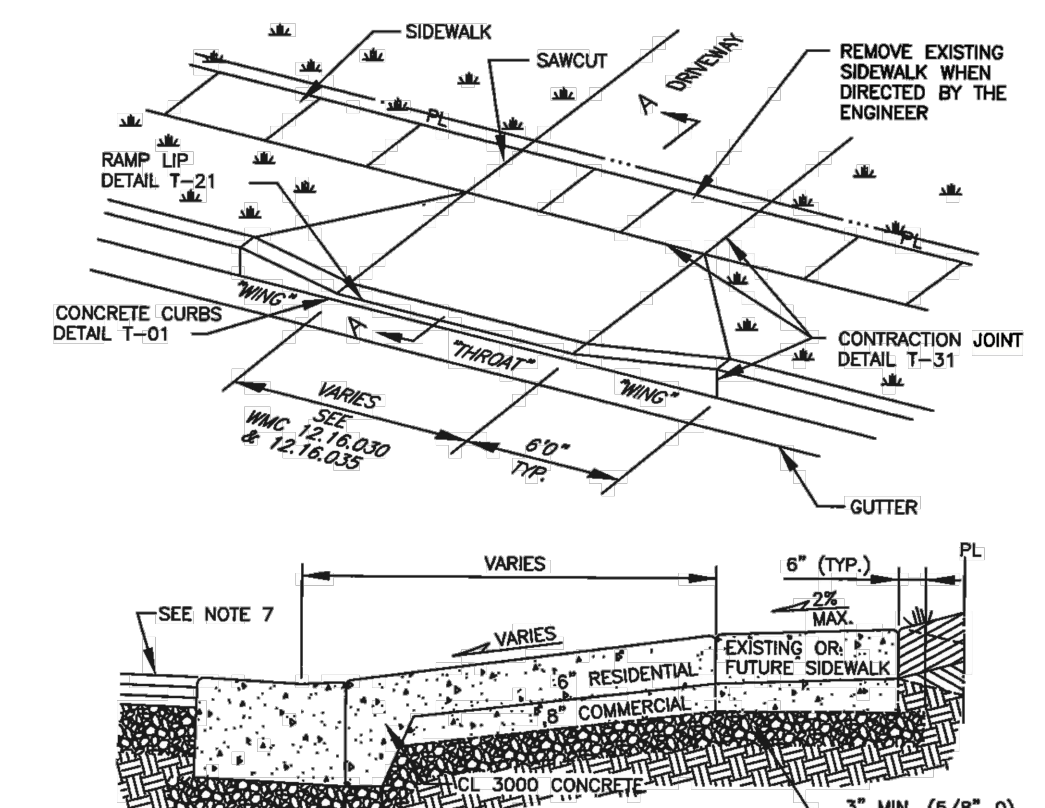 SIDEWALK
SAWCUT
DRIVEWAY
A
REMOVE EXISTING
SIDEWALK WHEN
DIRECTED BY THE
ENGINEER
PL
RAMP LIP
DETAIL T-21
PL
"WING"
CONCRETE CURBS
DETAIL T-01
A
"THROAT"
"WING"
CONTRACTION JOINT
DETAIL T-31
VARIES
SEE
WMC 12.16.030
& 12.16.035
6'0"
TYP.
GUTTER
VARIES
6" (TYP.)
PL
SEE NOTE 7
2%
MAX.
VARIES
EXISTING OR
FUTURE SIDEWALK
6" RESIDENTIAL
8" COMMERCIAL
CL 3000 CONCRETE
3" MIN (5/8"